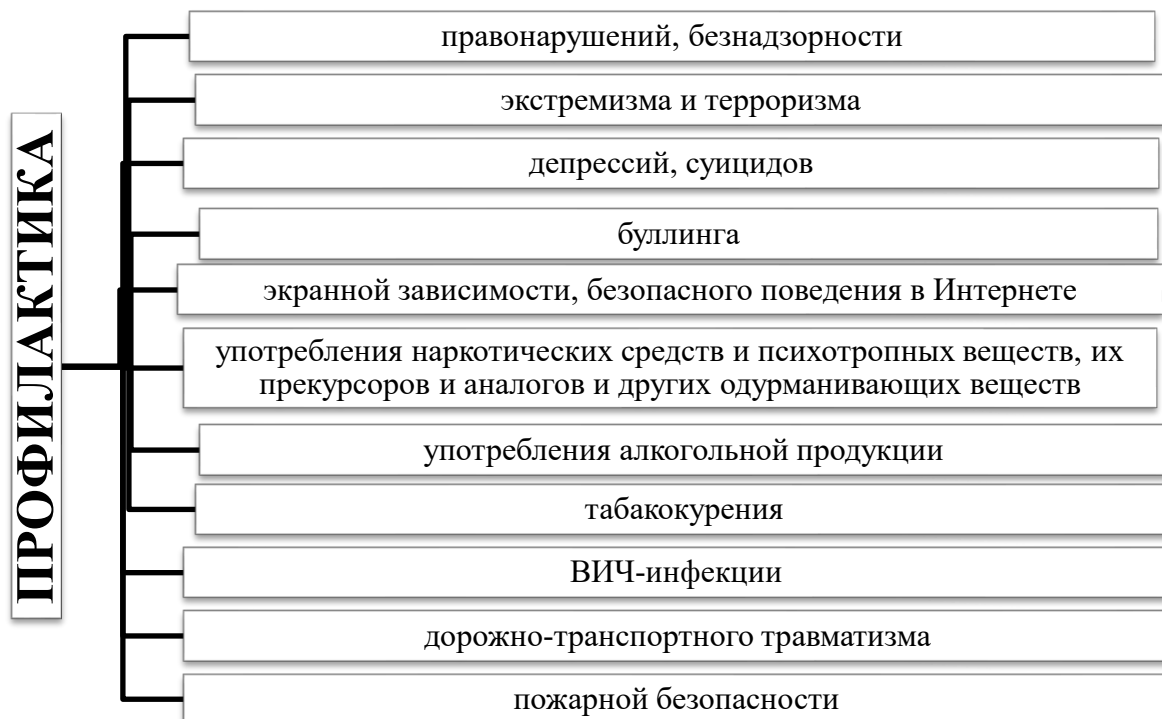 ПРОФИЛАКТИКА
правонарушений, безнадзорности
экстремизма и терроризма
депрессий, суицидов
буллинга
экранной зависимости, безопасного поведения в Интернете
употребления наркотических средств и психотропных веществ, их
прекурсоров и аналогов и других одурманивающих веществ
употребления алкогольной продукции
табакокурения
ВИЧ-инфекции
дорожно-транспортного травматизма
пожарной безопасности